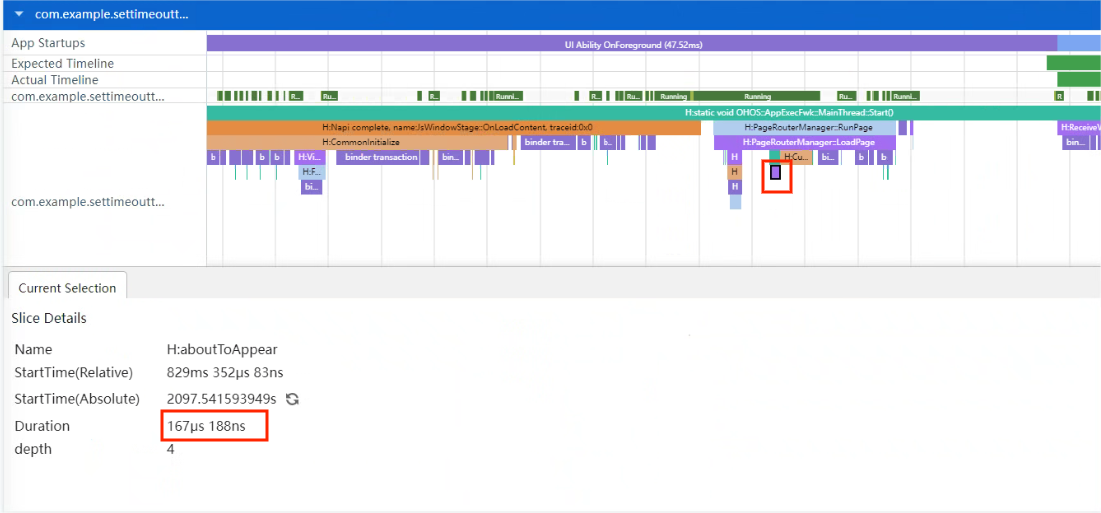 com.example.settimeoutt...
App Startups
UI Ability OnForeground (47.52ms)
Expected Timeline
Actual Timeline
com.example.settimeoutt...
R... Ru... R... Runni... R... Ru... Running Running Ru... Runni... R
H:static void OHOS::AppExecFwk::MainThread::Start()
H:Napi complete, name:JsWindowStage::OnLoadContent, traceid:0x0 H:PageRouterManager::RunPage H:ReceiveV
H:CommonInitialize binder tra... b b... H:PageRouterManager::LoadPage bin...
b b b H:Vi... binder transaction bin... H H:Cu... bi... b b
H:F... H
bi... H
com.example.settimeoutt...
Current Selection
Slice Details
Name H:aboutToAppear
StartTime(Relative) 829ms 352μs 83ns
StartTime(Absolute) 2097.541593949s
Duration 167μs 188ns
depth 4